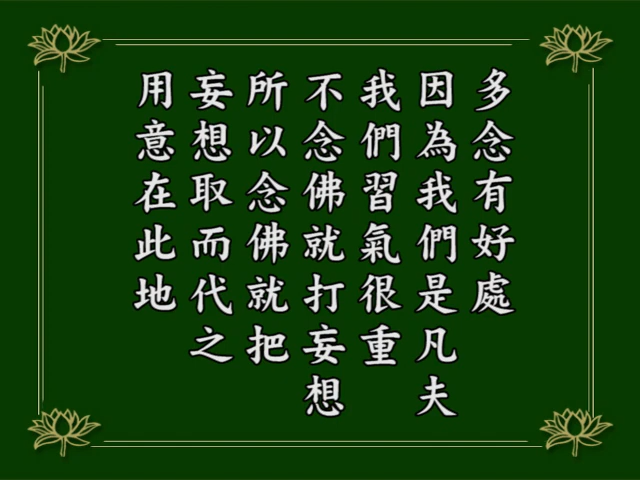 多念有好處
因為我們是凡夫
我們習氣很重
不念佛就打妄想
所以念佛就把
妄想取而代之
用意在此地